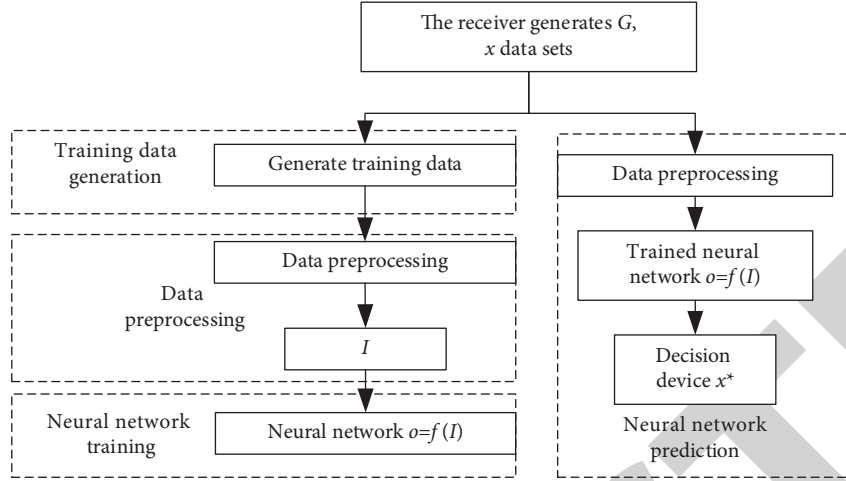 The receiver generates G,
x data sets
Training data
generation
Generate training data
Data preprocessing
Data
preprocessing
I
Neural network
training
Neural network o=f (I)
Data preprocessing
Trained neural
network o=f (I)
Decision
device x*
Neural network
prediction